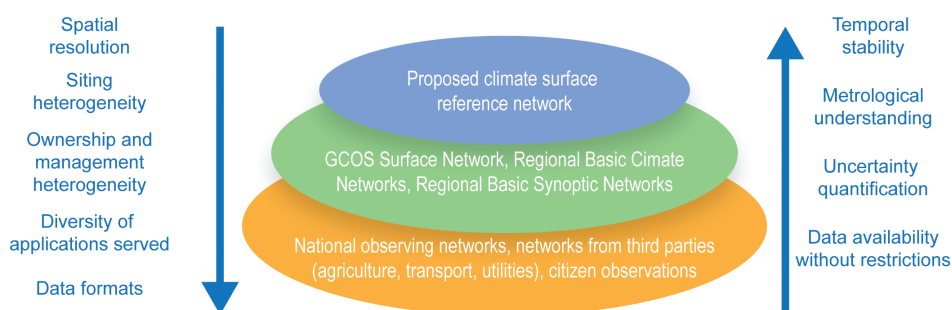 Spatial
resolution
Siting
heterogeneity
Ownership and
management
heterogeneity
Diversity of
applications served
Data formats
Proposed climate surface
reference network
GCOS Surface Network, Regional Basic Cimate
Networks, Regional Basic Synoptic Networks
National observing networks, networks from third parties
(agriculture, transport, utilities), citizen observations
Temporal
stability
Metrological
understanding
Uncertainty
quantification
Data availability
without restrictions